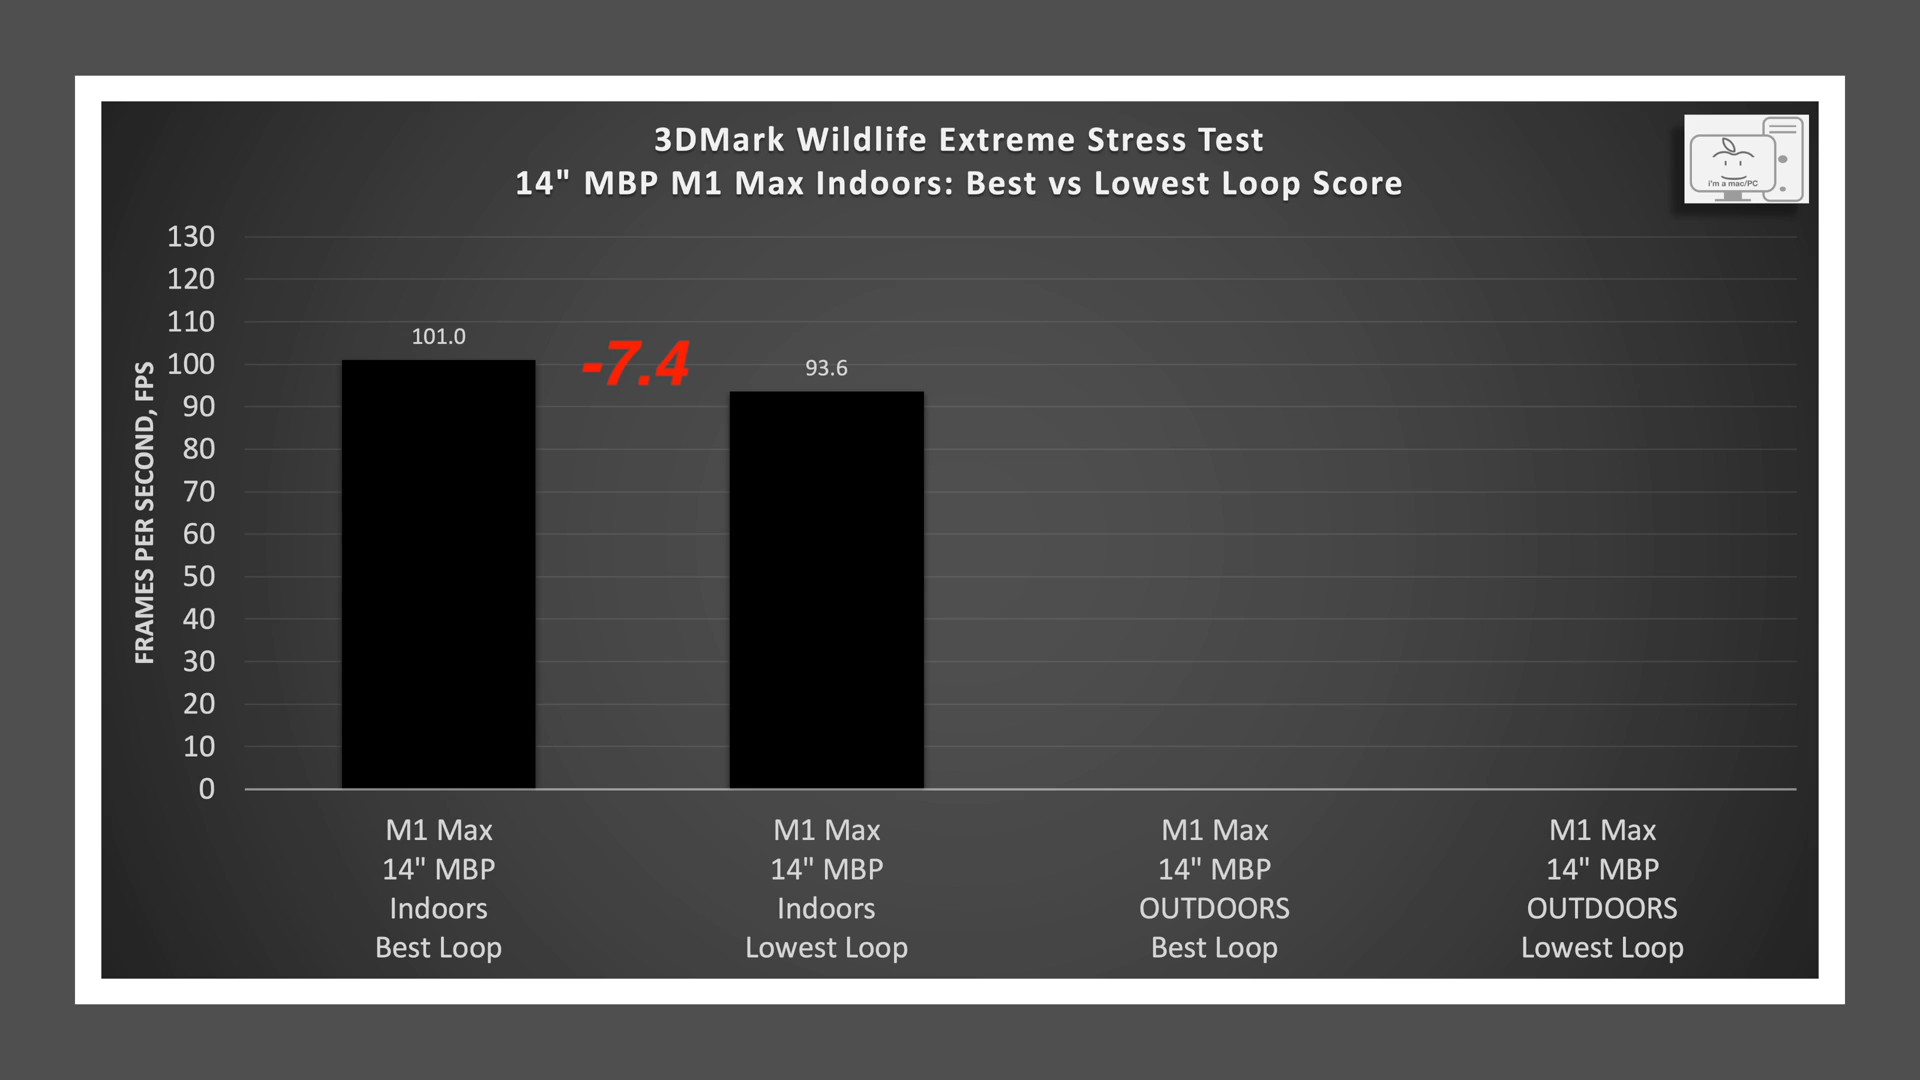 3DMark Wildlife Extreme Stress Test
14" MBP M1 Max Indoors: Best vs Lowest Loop Score
i'm a mac/PC
FRAMES PER SECOND, FPS
130
120
110
100
90
80
70
60
50
40
30
20
10
0
101.0
-7.4
93.6
M1 Max
14" MBP
Indoors
Best Loop
M1 Max
14" MBP
Indoors
Lowest Loop
M1 Max
14" MBP
OUTDOORS
Best Loop
M1 Max
14" MBP
OUTDOORS
Lowest Loop